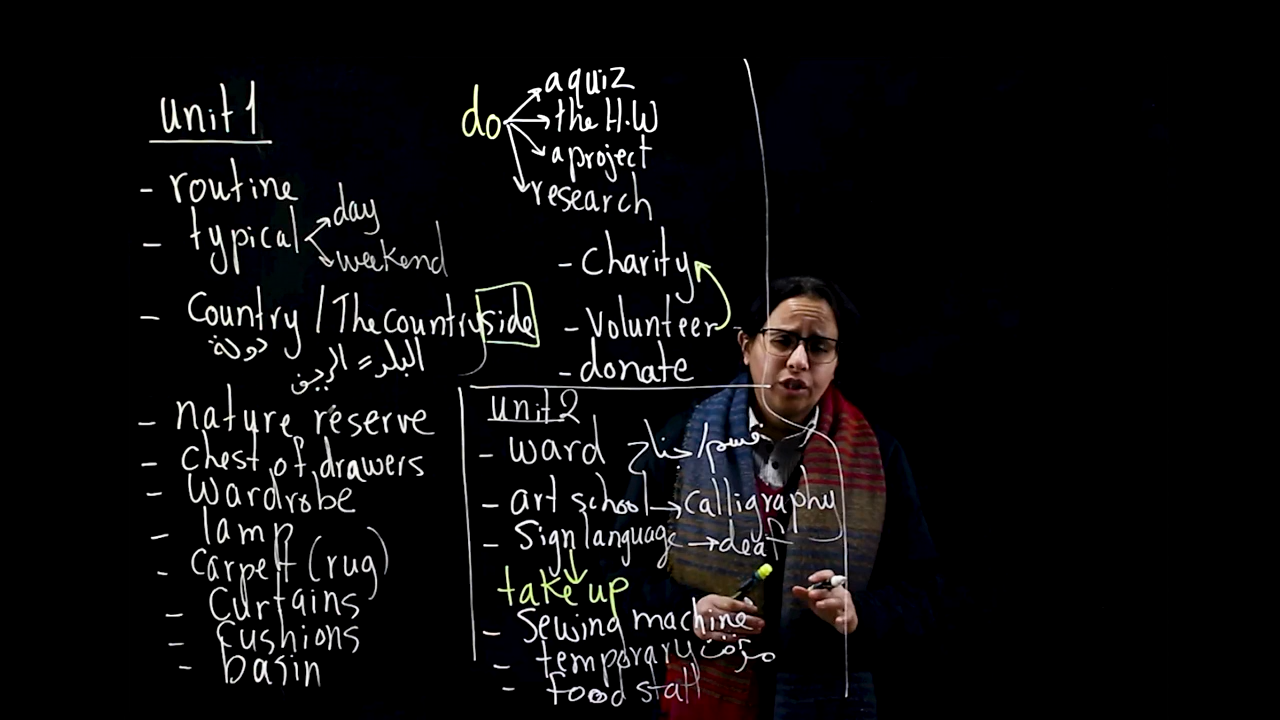 Unit 1
- routine
- typical day
weekend
- Country / The countryside
دولة
البلد = الريف
- nature reserve
- chest of drawers
- wardrobe
- lamp
- carpet (rug)
- Curtains
- Cushions
- basin
do a quiz
the H.W
a project
research
- Charity
- Volunteer -
- donate
Unit 2
- ward جناح / قسم
- art school → calligraphy
- Sign language → deaf
take up
- Sewing machine
- temporary مؤقت
- food stall